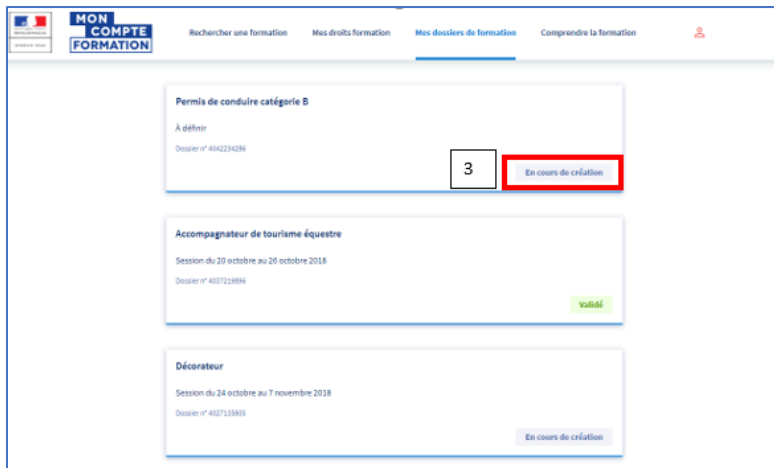 MON
COMPTE
FORMATION
Rechercher une formation Mes droits formation Mes dossiers de formation Comprendre la formation
Permis de conduire catégorie B
À définir
Dossier n° 4042234296
3
En cours de création
Accompagnateur de tourisme équestre
Session du 20 octobre au 26 octobre 2018
Dossier n° 4037219996
Validé
Décorateur
Session du 24 octobre au 7 novembre 2018
Dossier n° 4027135805
En cours de création